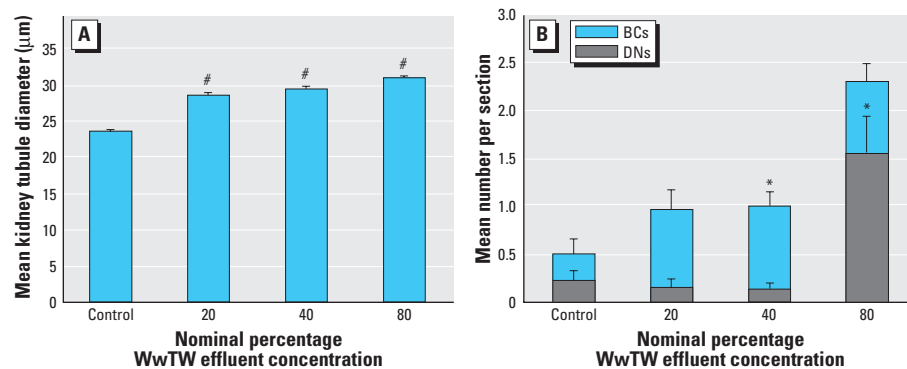 A
Mean kidney tubule diameter (μm)
35
30
25
20
15
10
5
0
#
#
#
Control
20
40
80
Nominal percentage
WwTW effluent concentration
B
BCs
DNs
Mean number per section
3.0
2.5
2.0
1.5
1.0
0.5
0
*
*
Control
20
40
80
Nominal percentage
WwTW effluent concentration